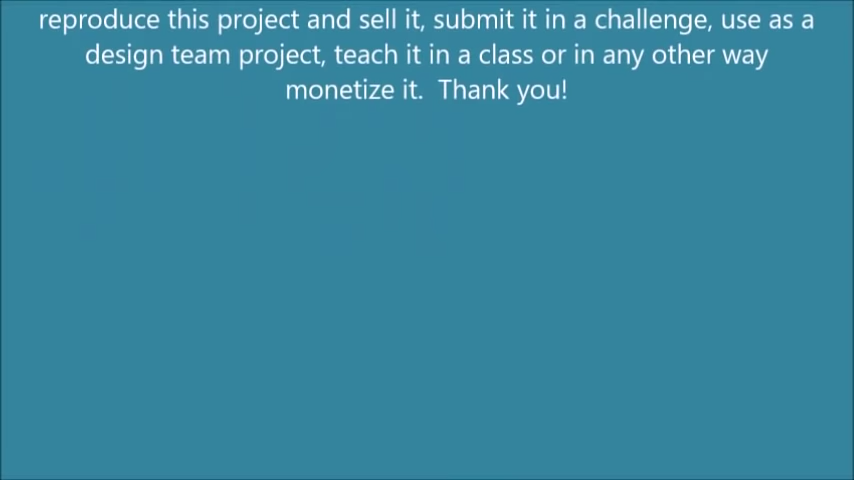 reproduce this project and sell it, submit it in a challenge, use as a
design team project, teach it in a class or in any other way
monetize it.  Thank you!